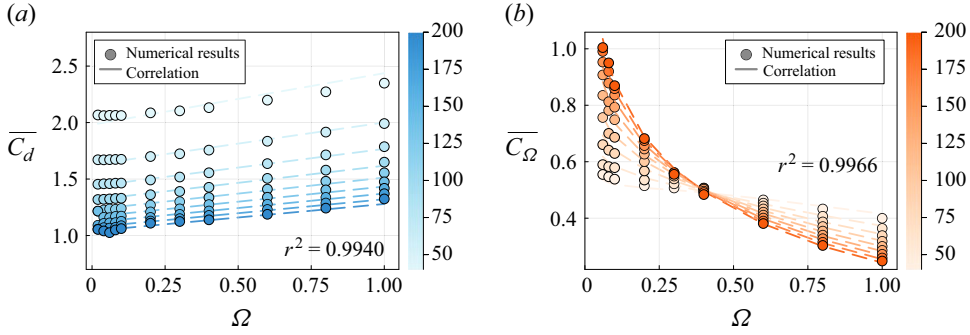 (a)
Numerical results
Correlation
2.5
2.0
1.5
1.0
C_d
r² = 0.9940
0 0.25 0.50 0.75 1.00
Ω
200
175
150
125
100
75
50
(b)
Numerical results
Correlation
1.0
0.8
0.6
0.4
C_Ω
r² = 0.9966
0 0.25 0.50 0.75 1.00
Ω
200
175
150
125
100
75
50